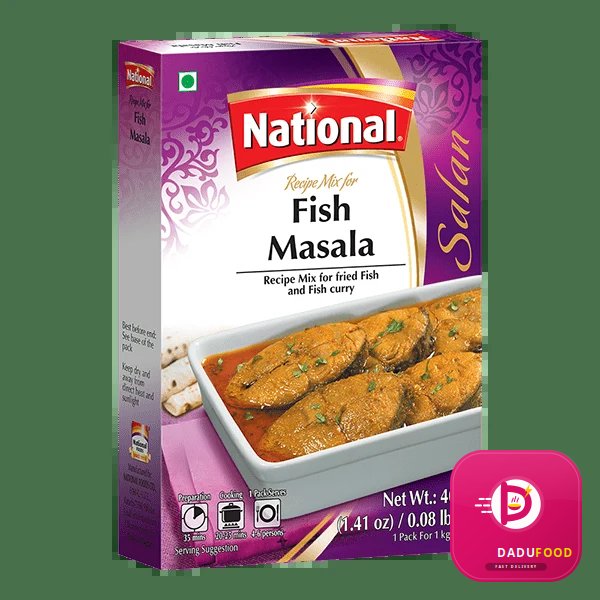 National
Recipe Mix for
Fish
Masala
National
Recipe Mix for
Fish
Masala
Recipe Mix for fried Fish
and Fish curry
Salan
Best before end:
See base of the
pack
Keep dry and
away from
direct heat and
sunlight
National
Preparation
Cooking
1 Pack Serves
35 mins
20-25 mins
4-6 persons
Serving Suggestion
Net Wt.:
(1.41 oz) / 0.08 lb
1 Pack For 1 kg
DADUFOOD
FAST DELIVERY